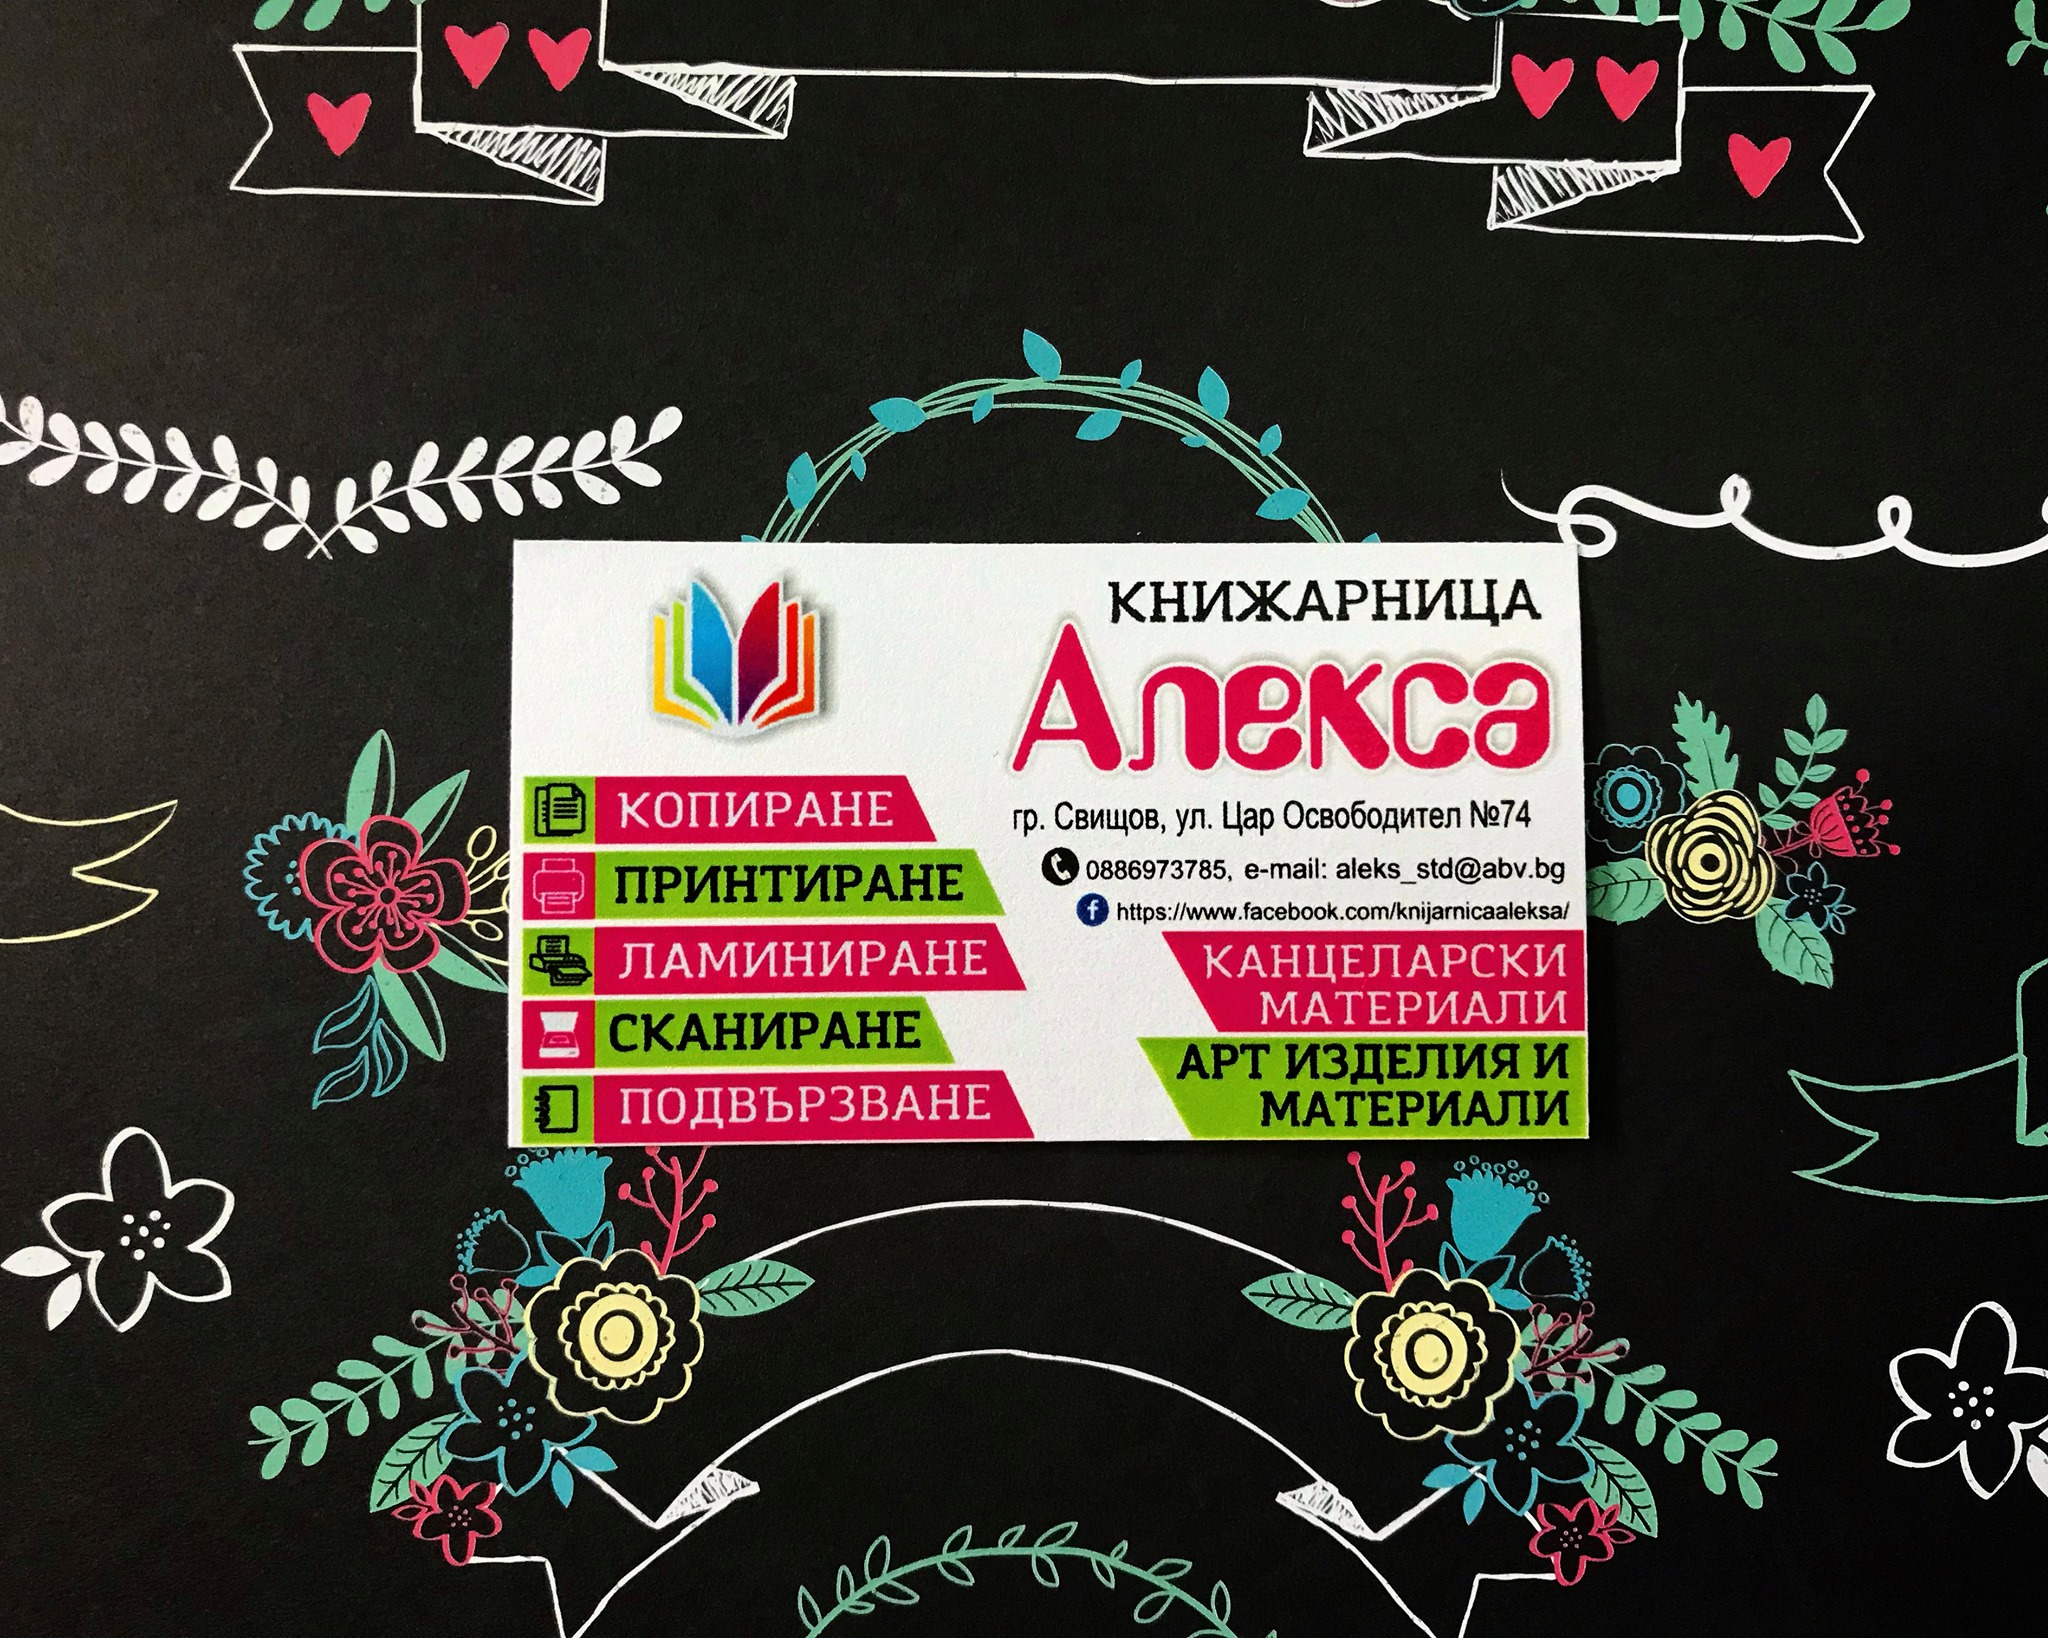 КНИЖАРНИЦА
Алекса
гр. Свищов, ул. Цар Освободител №74
0886973785, e-mail: aleks_std@abv.bg
https://www.facebook.com/knijarnicaaleksa/
КОПИРАНЕ
ПРИНТИРАНЕ
ЛАМИНИРАНЕ
СКАНИРАНЕ
ПОДВЪРЗВАНЕ
КАНЦЕЛАРСКИ
МАТЕРИАЛИ
АРТ ИЗДЕЛИЯ И
МАТЕРИАЛИ